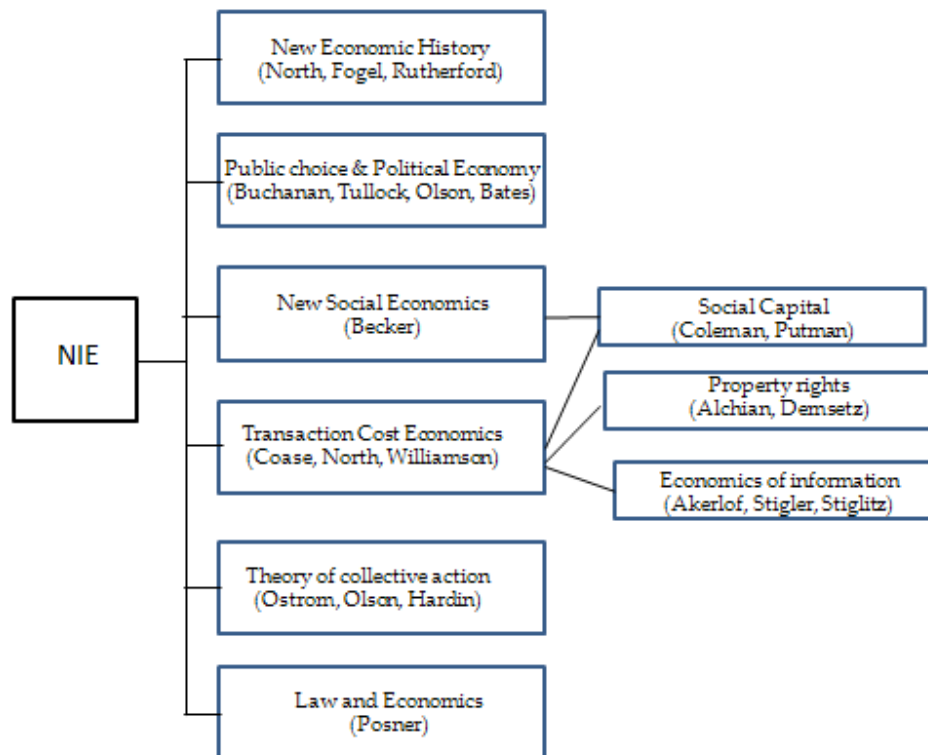 New Economic History
(North, Fogel, Rutherford)
Public choice & Political Economy
(Buchanan, Tullock, Olson, Bates)
New Social Economics
(Becker)
Social Capital
(Coleman, Putman)
NIE
Property rights
(Alchian, Demsetz)
Transaction Cost Economics
(Coase, North, Williamson)
Economics of information
(Akerlof, Stigler, Stiglitz)
Theory of collective action
(Ostrom, Olson, Hardin)
Law and Economics
(Posner)